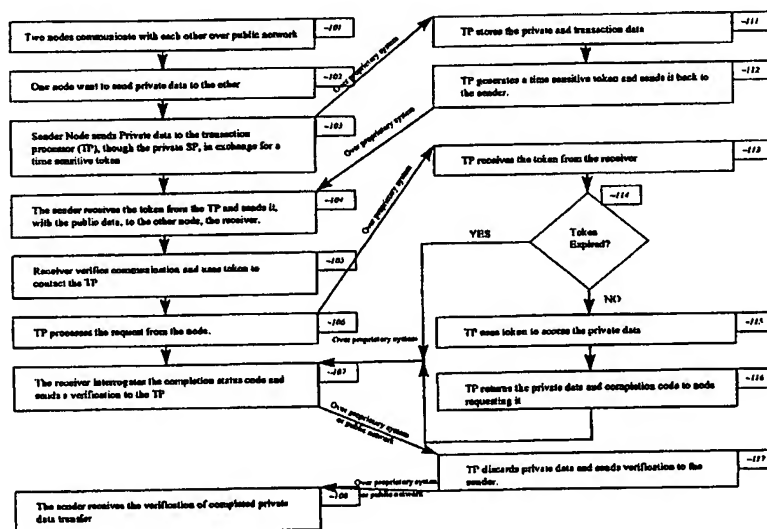 ~101
Two nodes communicate with each other over public network
~102
One node want to send private data to the other
~103
Sender Node sends Private data to the transaction
processor (TP), though the private SP, in exchange for a
time sensitive token
~104
The sender receives the token from the TP and sends it,
with the public data, to the other node, the receiver.
~105
Receiver verifies communication and uses token to
contact the TP
~106
TP processes the request from the node.
~107
The receiver interrogates the completion status code and
sends a verification to the TP
~108
The sender receives the verification of completed private
data transfer
Over proprietary system
Over proprietary system
Over proprietary system
Over proprietary system
Over proprietary system
or public network
Over proprietary system
or public network
~111
TP stores the private and transaction data
~112
TP generates a time sensitive token and sends it back to
the sender.
~113
TP receives the token from the receiver
~114
Token
Expired?
YES
NO
~115
TP uses token to access the private data
~116
TP returns the private data and completion code to node
requesting it
~117
TP discards private data and sends verification to the
sender.